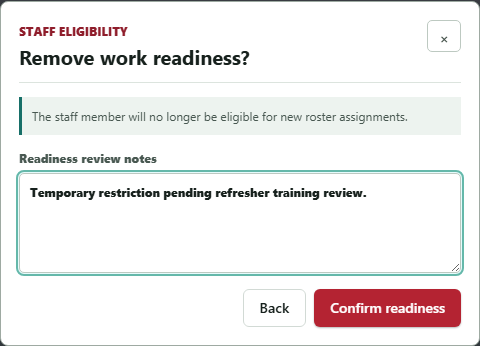 STAFF ELIGIBILITY
Remove work readiness?
×
The staff member will no longer be eligible for new roster assignments.
Readiness review notes
Temporary restriction pending refresher training review.
Back
Confirm readiness